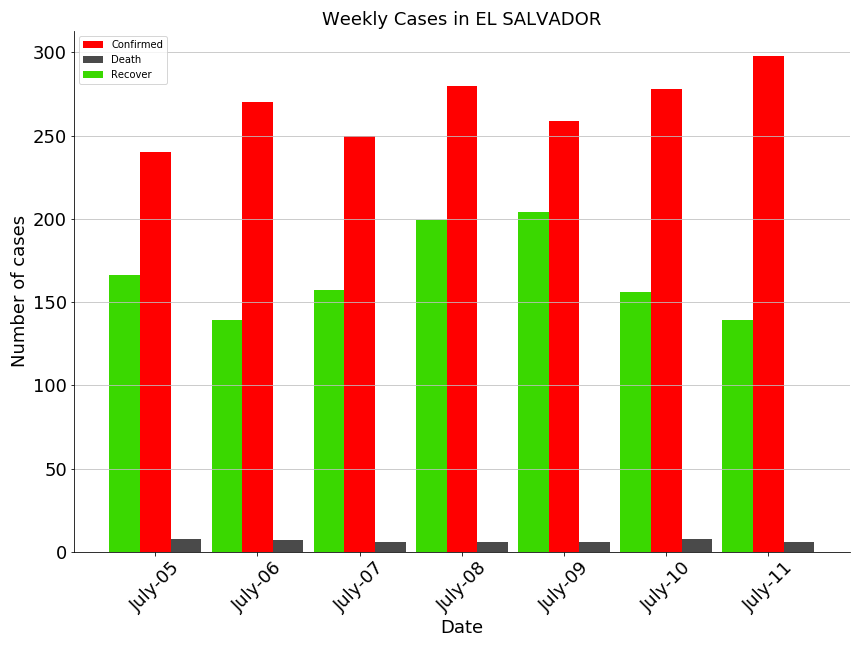 Weekly Cases in EL SALVADOR
Confirmed
Death
Recover
Number of cases
300
250
200
150
100
50
0
July-05
July-06
July-07
July-08
July-09
July-10
July-11
Date